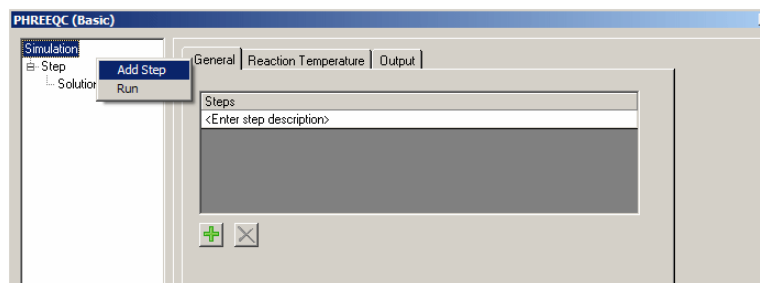 PHREEQC (Basic)
Simulation
Step
Solution
Add Step
Run
General Reaction Temperature Output
Steps
<Enter step description>